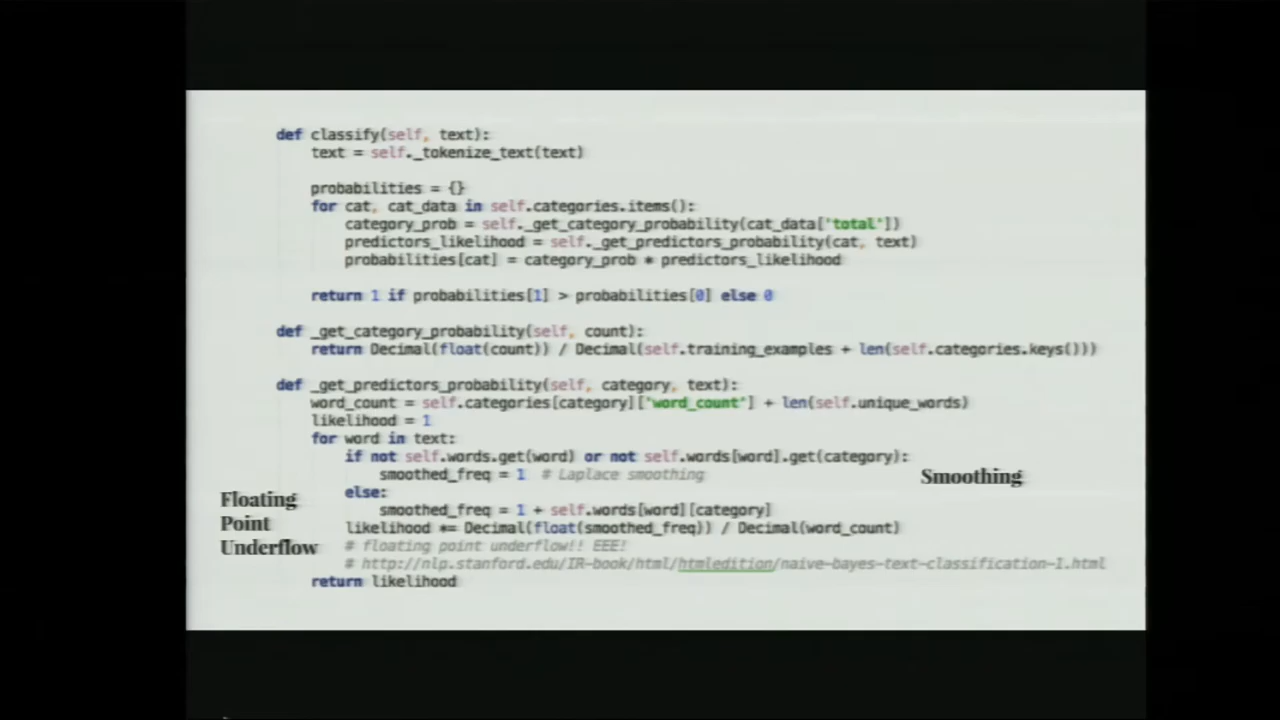 def classify(self, text):
text = self._tokenize_text(text)
probabilities = {}
for cat, cat_data in self.categories.items():
category_prob = self._get_category_probability(cat_data['total'])
predictors_likelihood = self._get_predictors_probability(cat, text)
probabilities[cat] = category_prob * predictors_likelihood
return 1 if probabilities[1] > probabilities[0] else 0
def _get_category_probability(self, count):
return Decimal(float(count)) / Decimal(self.training_examples + len(self.categories.keys()))
def _get_predictors_probability(self, category, text):
word_count = self.categories[category]['word_count'] + len(self.unique_words)
likelihood = 1
for word in text:
if not self.words.get(word) or not self.words[word].get(category):
smoothed_freq = 1 # Laplace smoothing
else:
smoothed_freq = 1 + self.words[word][category]
likelihood *= Decimal(float(smoothed_freq)) / Decimal(word_count)
# floating point underflow!! EEE!
# http://nlp.stanford.edu/IR-book/html/htmledition/naive-bayes-text-classification-1.html
return likelihood
Smoothing
Floating
Point
Underflow